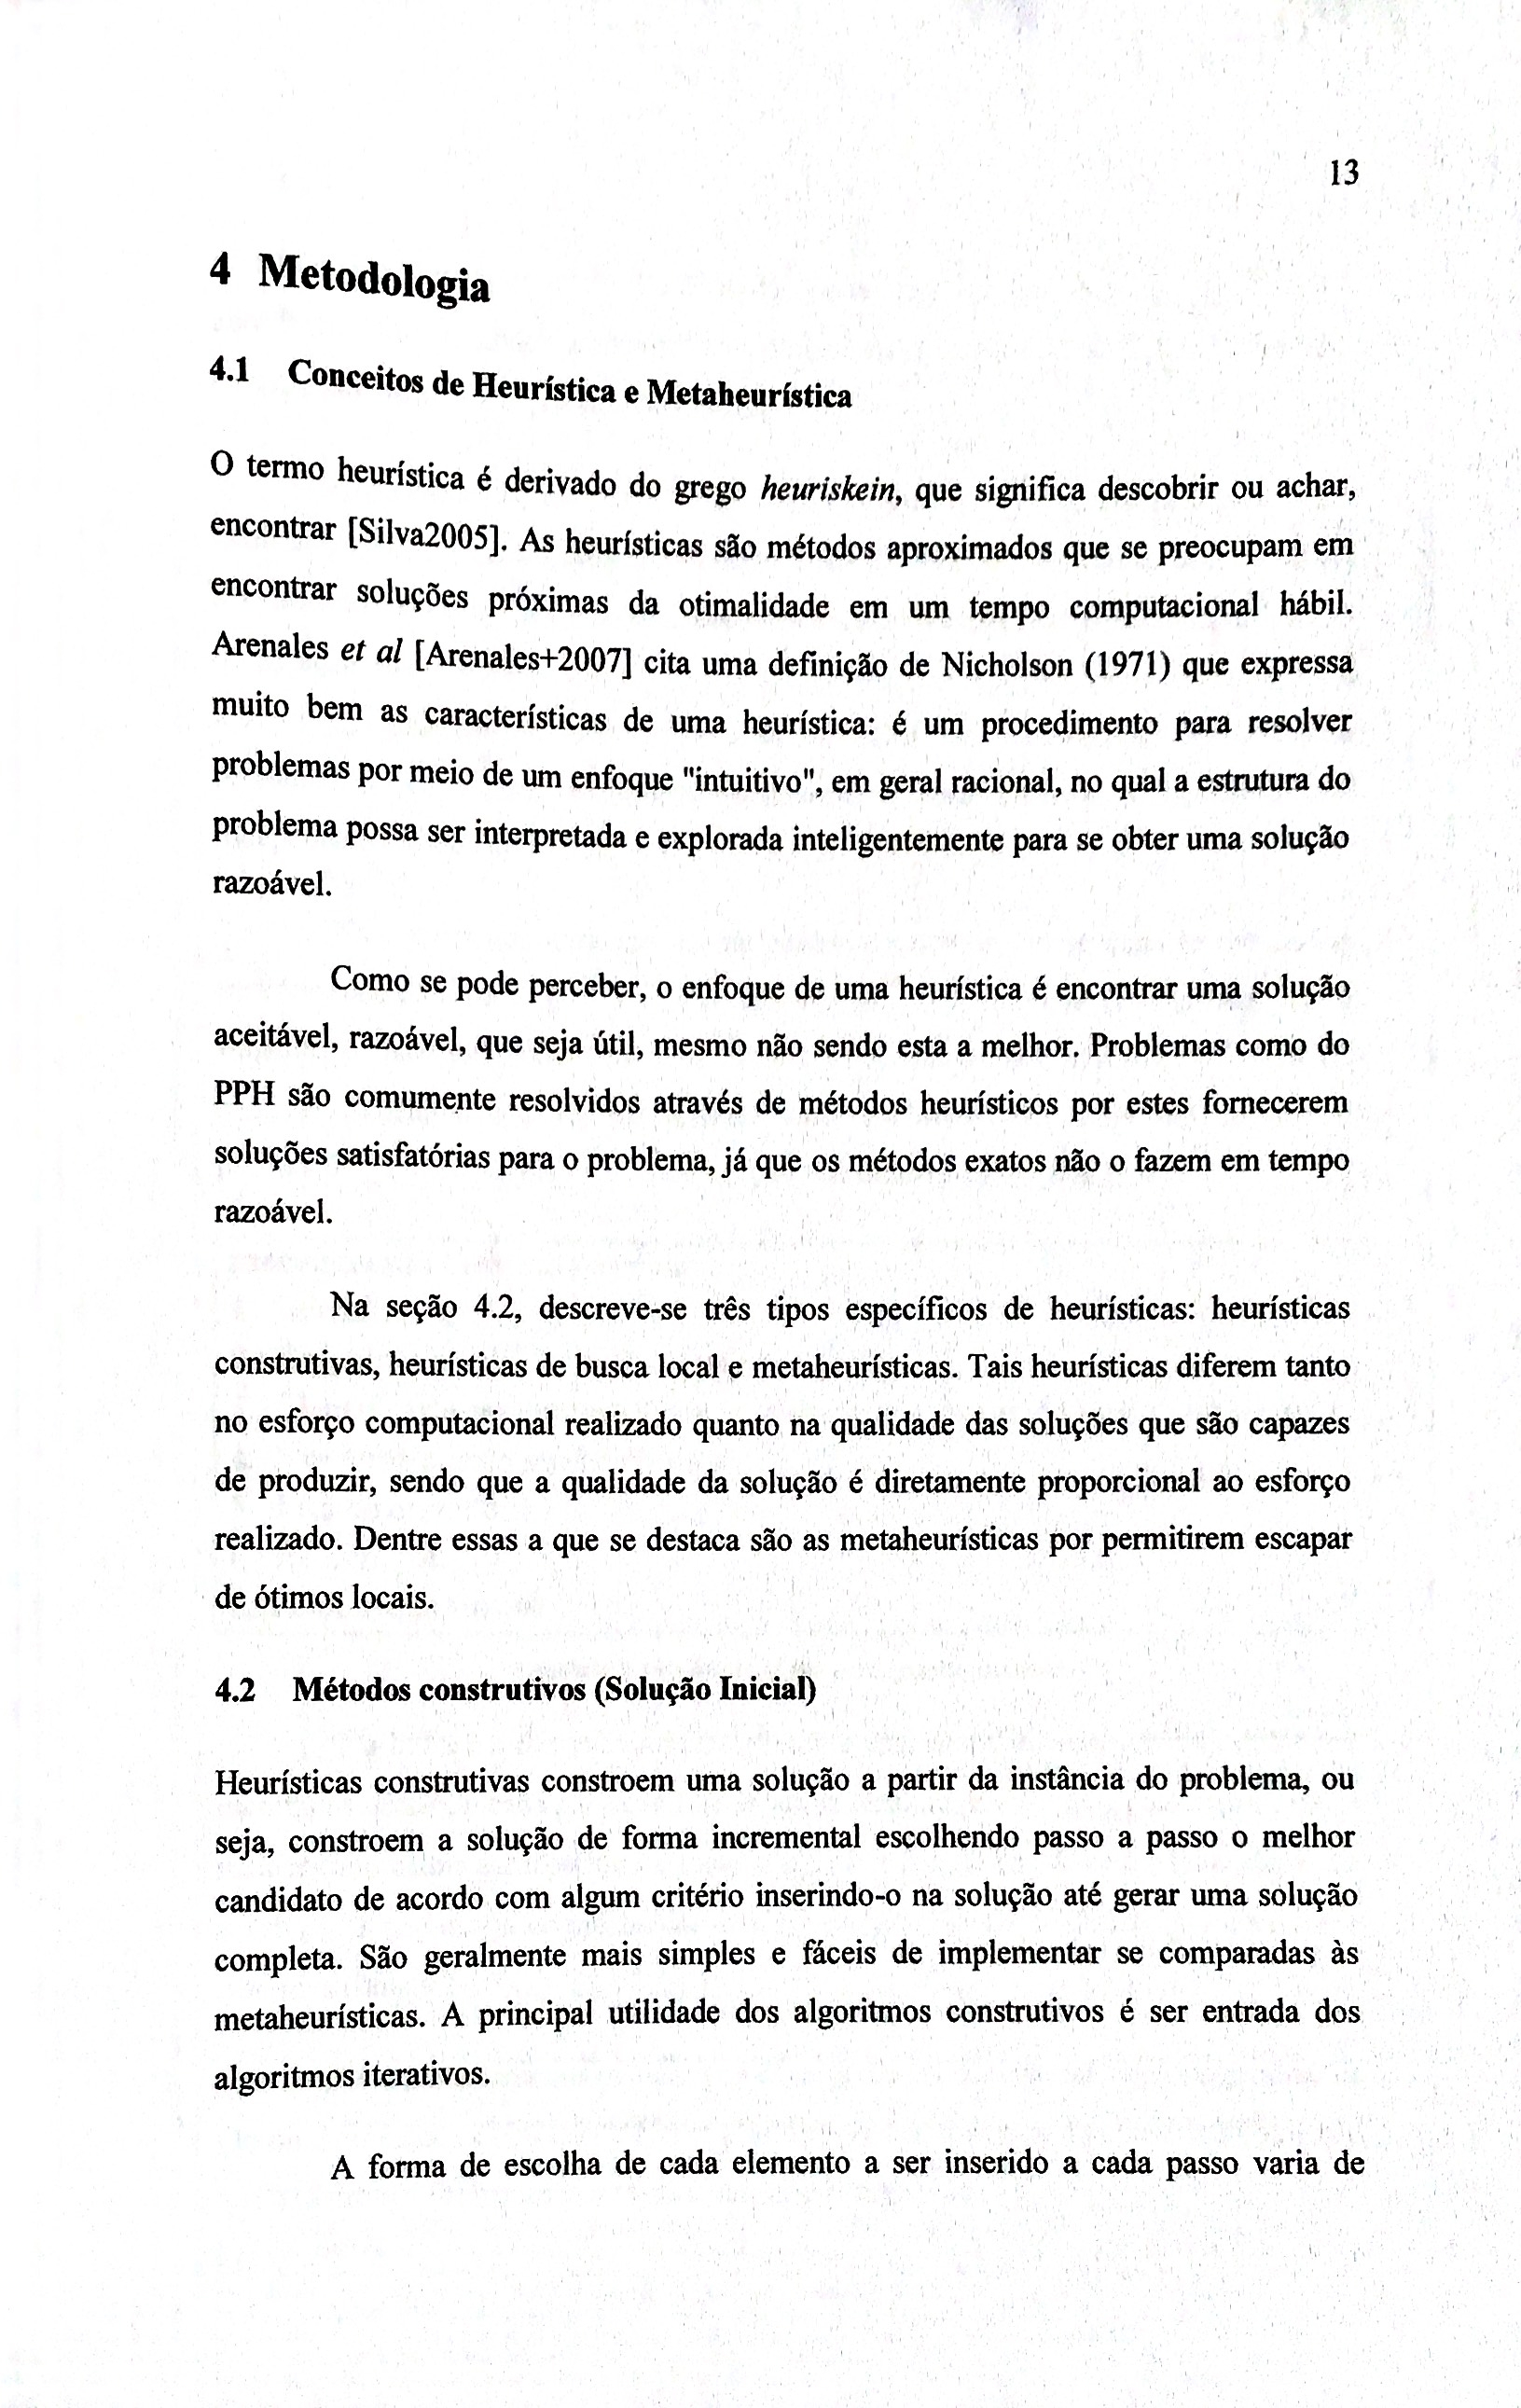 13
4 Metodologia
4.1 Conceitos de Heurística e Metaheurística
O termo heurística é derivado do grego heuriskein, que significa descobrir ou achar,
encontrar [Silva2005]. As heurísticas são métodos aproximados que se preocupam em
encontrar soluções próximas da otimalidade em um tempo computacional hábil.
Arenales et al [Arenales+2007] cita uma definição de Nicholson (1971) que expressa
muito bem as características de uma heurística: é um procedimento para resolver
problemas por meio de um enfoque "intuitivo", em geral racional, no qual a estrutura do
problema possa ser interpretada e explorada inteligentemente para se obter uma solução
razoável.
Como se pode perceber, o enfoque de uma heurística é encontrar uma solução
aceitável, razoável, que seja útil, mesmo não sendo esta a melhor. Problemas como do
PPH são comumente resolvidos através de métodos heurísticos por estes fornecerem
soluções satisfatórias para o problema, já que os métodos exatos não o fazem em tempo
razoável.
Na seção 4.2, descreve-se três tipos específicos de heurísticas: heurísticas
construtivas, heurísticas de busca local e metaheurísticas. Tais heurísticas diferem tanto
no esforço computacional realizado quanto na qualidade das soluções que são capazes
de produzir, sendo que a qualidade da solução é diretamente proporcional ao esforço
realizado. Dentre essas a que se destaca são as metaheurísticas por permitirem escapar
de ótimos locais.
4.2 Métodos construtivos (Solução Inicial)
Heurísticas construtivas constroem uma solução a partir da instância do problema, ou
seja, constroem a solução de forma incremental escolhendo passo a passo o melhor
candidato de acordo com algum critério inserindo-o na solução até gerar uma solução
completa. São geralmente mais simples e fáceis de implementar se comparadas às
metaheurísticas. A principal utilidade dos algoritmos construtivos é ser entrada dos
algoritmos iterativos.
A forma de escolha de cada elemento a ser inserido a cada passo varia de